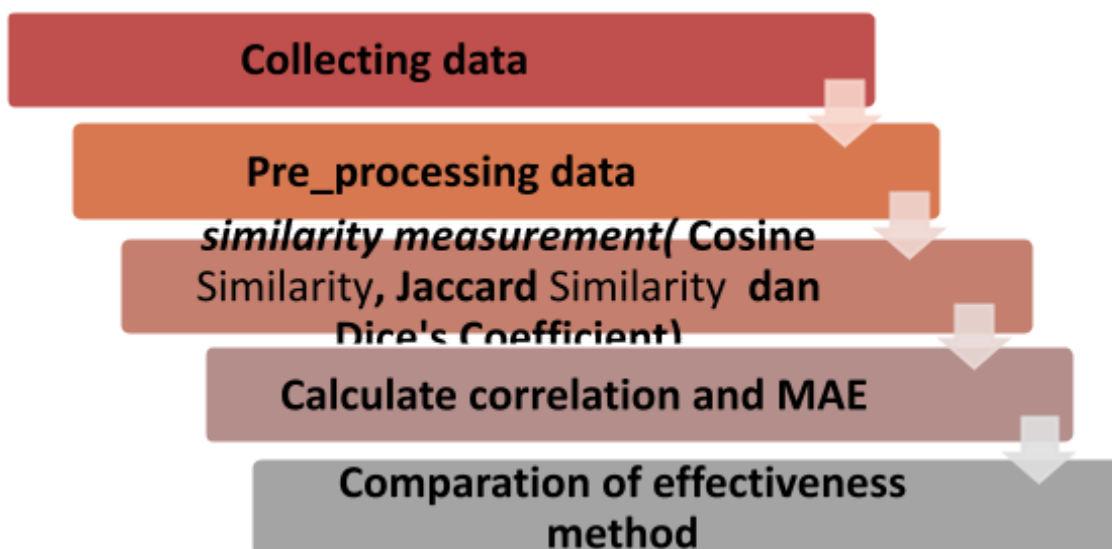 Collecting data
Pre_processing data
similarity measurement( Cosine
Similarity, Jaccard Similarity dan
Dice's Coefficient)
Calculate correlation and MAE
Comparation of effectiveness
method